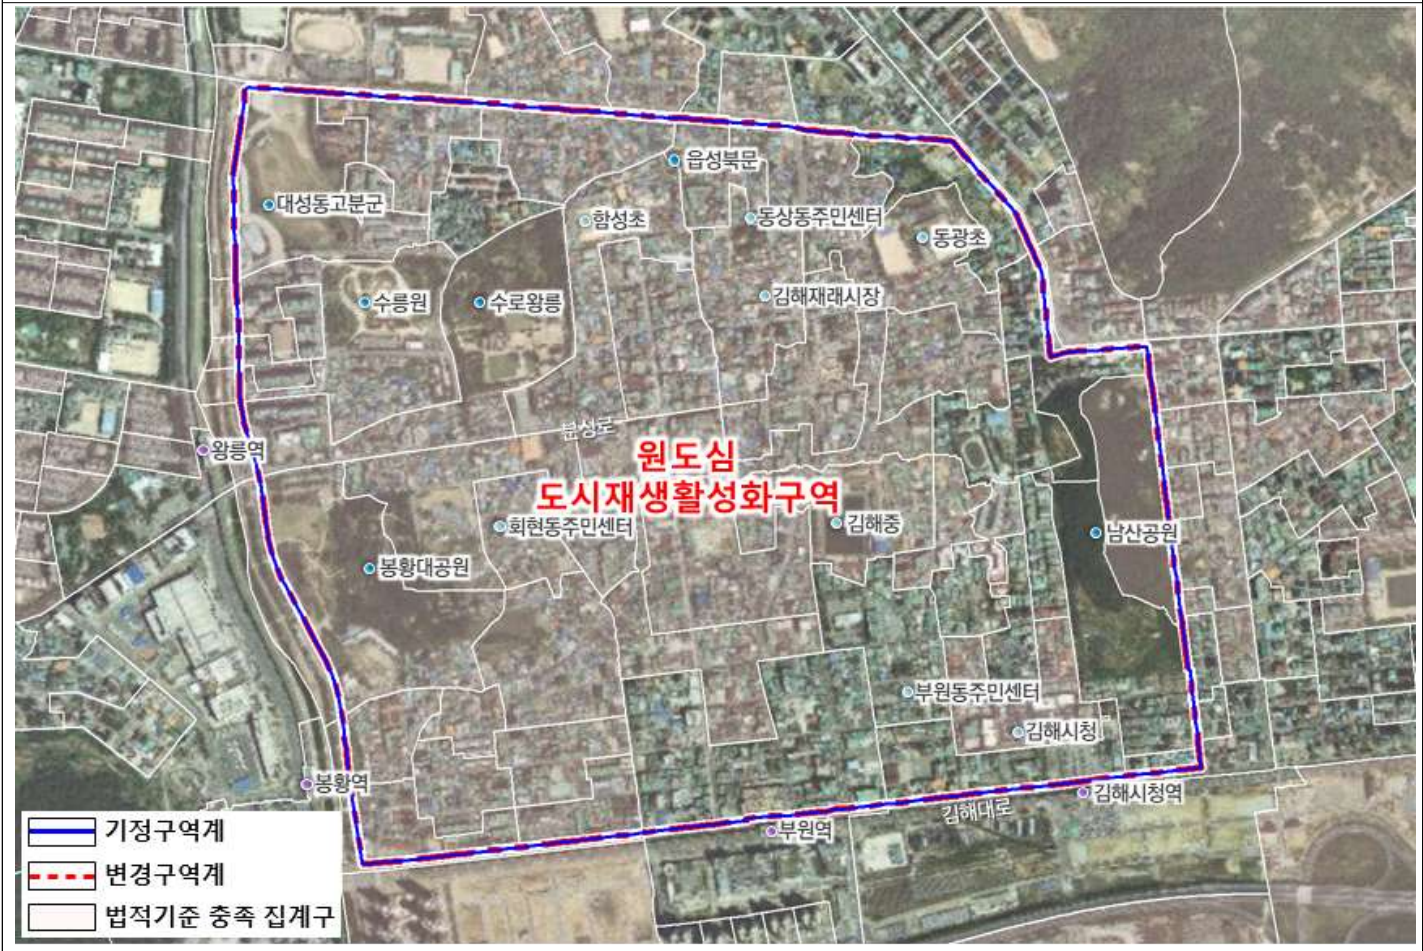 읍성북문
대성동고분군
함성초
동상동주민센터
동광초
수릉원
수로왕릉
김해재래시장
분성로
왕릉역
원도심
도시재생활성화구역
회현동주민센터
김해중
남산공원
봉황대공원
부원동주민센터
김해시청
봉황역
김해시청역
김해대로
부원역
기정구역계
변경구역계
법적기준 충족 집계구